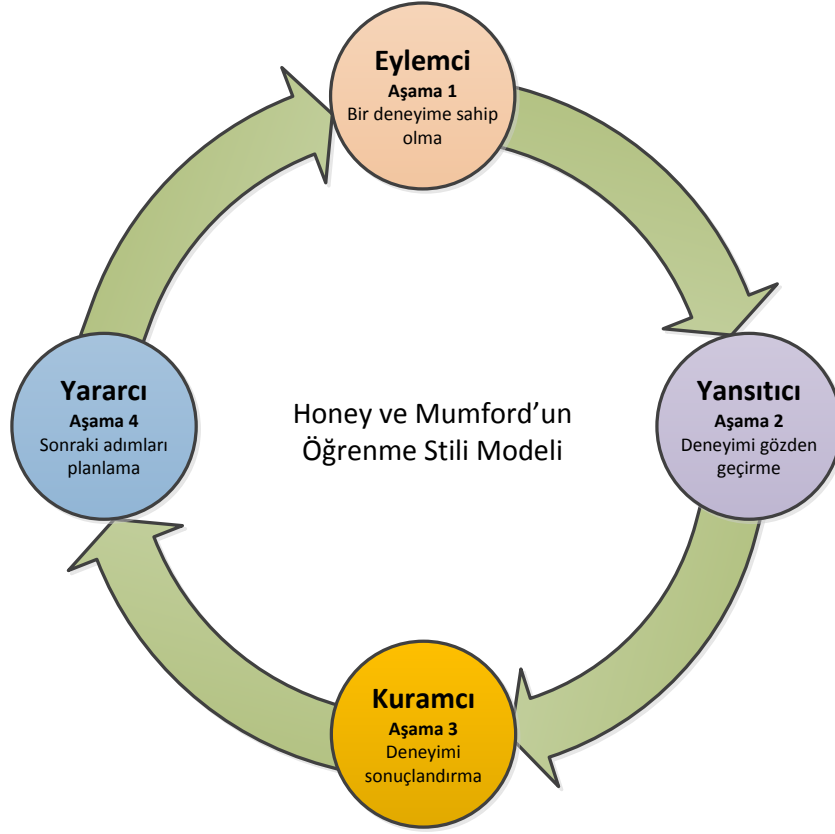 Eylemci
Aşama 1
Bir deneyime sahip
olma
Yansıtıcı
Aşama 2
Deneyimi gözden
geçirme
Kuramcı
Aşama 3
Deneyimi
sonuçlandırma
Yararcı
Aşama 4
Sonraki adımları
planlama
Honey ve Mumford’un
Öğrenme Stili Modeli